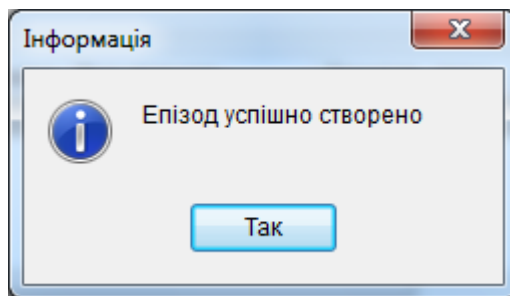 Інформація
Епізод успішно створено
Так